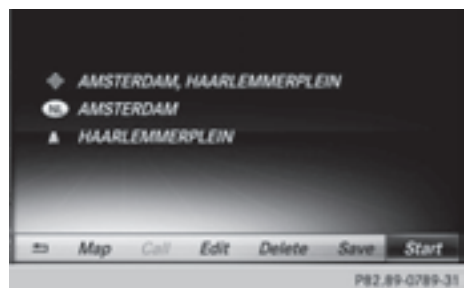 AMSTERDAM, HAARLEMMERPLEIN
NL AMSTERDAM
HAARLEMMERPLEIN
Map Call Edit Delete Save Start
P82.89-0789-31